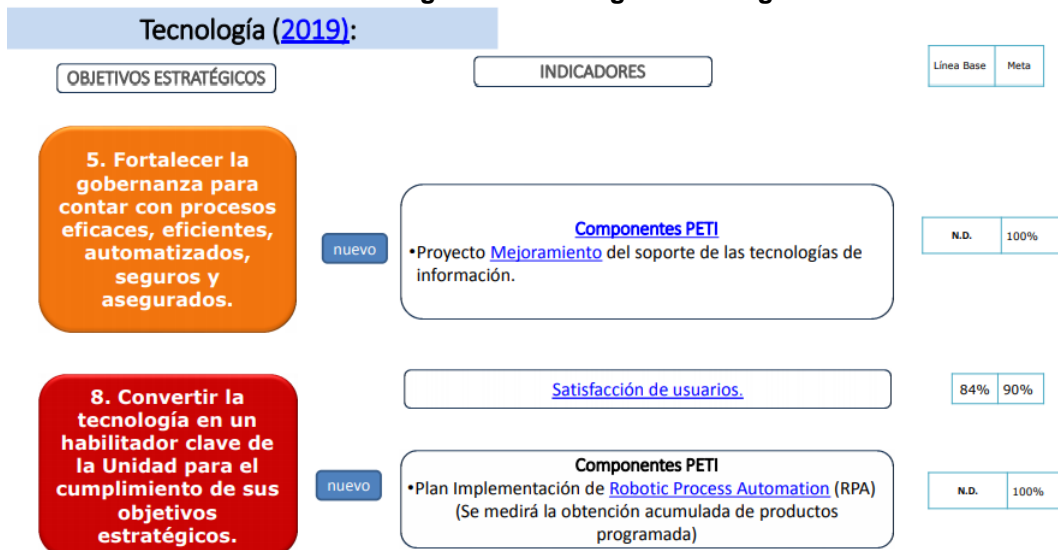 Tecnología (2019):
OBJETIVOS ESTRATÉGICOS
INDICADORES
Línea Base Meta
5. Fortalecer la
gobernanza para
contar con procesos
eficaces, eficientes,
automatizados,
seguros y
asegurados.
nuevo
Componentes PETI
•Proyecto Mejoramiento del soporte de las tecnologías de
información.
N.D. 100%
8. Convertir la
tecnología en un
habilitador clave de
la Unidad para el
cumplimiento de sus
objetivos
estratégicos.
Satisfacción de usuarios.
84% 90%
nuevo
Componentes PETI
•Plan Implementación de Robotic Process Automation (RPA)
(Se medirá la obtención acumulada de productos
programada)
N.D. 100%